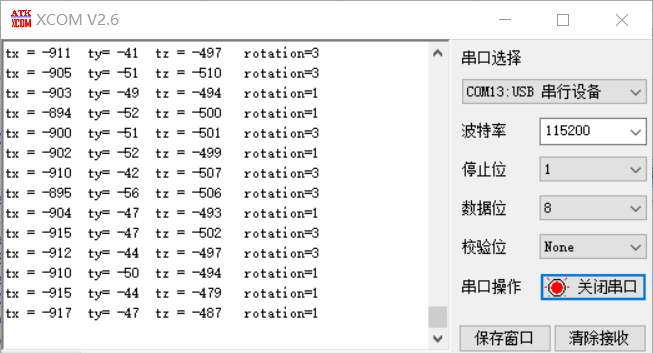 ATK XCOM XCOM V2.6
tx = -911 ty= -41 tz = -497 rotation=3
tx = -905 ty= -51 tz = -510 rotation=3
tx = -903 ty= -49 tz = -494 rotation=1
tx = -894 ty= -52 tz = -500 rotation=1
tx = -900 ty= -51 tz = -501 rotation=3
tx = -902 ty= -52 tz = -499 rotation=1
tx = -910 ty= -42 tz = -507 rotation=3
tx = -895 ty= -56 tz = -506 rotation=3
tx = -904 ty= -47 tz = -493 rotation=1
tx = -915 ty= -47 tz = -502 rotation=3
tx = -912 ty= -44 tz = -497 rotation=3
tx = -910 ty= -50 tz = -494 rotation=1
tx = -915 ty= -44 tz = -479 rotation=1
tx = -917 ty= -47 tz = -487 rotation=1
串口选择
COM13:USB 串行设备
波特率 115200
停止位 1
数据位 8
校验位 None
串口操作 关闭串口
保存窗口 清除接收